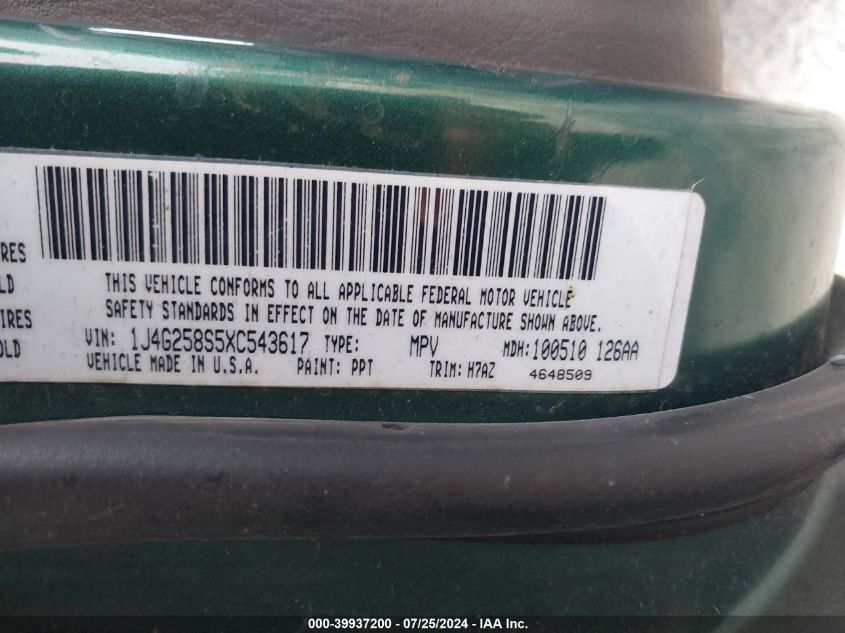 THIS VEHICLE CONFORMS TO ALL APPLICABLE FEDERAL MOTOR VEHICLE
SAFETY STANDARDS IN EFFECT ON THE DATE OF MANUFACTURE SHOWN ABOVE.
VIN: 1J4G258S5XC543617 TYPE: MPV MDH:100510 126AA
VEHICLE MADE IN U.S.A. PAINT: PPT TRIM: H7AZ 4648509
IRES
LD
IRES
OLD
000-39937200 - 07/25/2024 - IAA Inc.